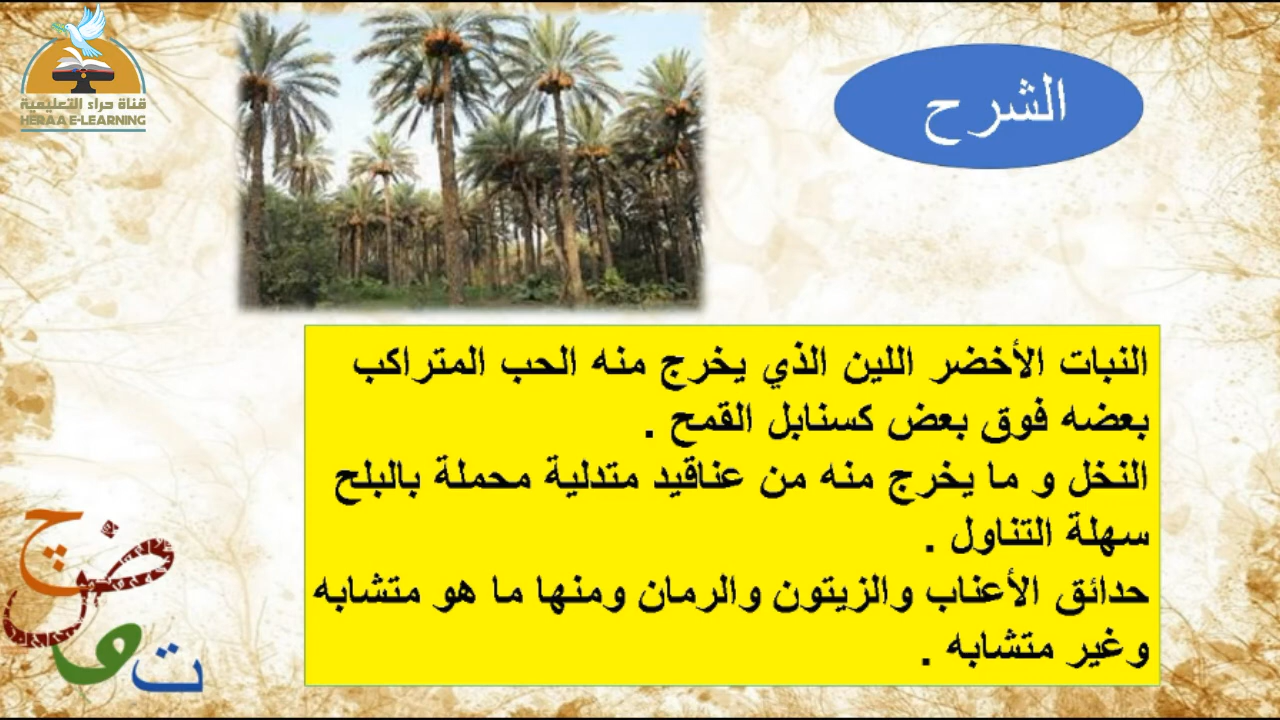 قناة حراء التعليمية
HERAA E-LEARNING
الشرح
النبات الأخضر اللين الذي يخرج منه الحب المتراكب
بعضه فوق بعض كسنابل القمح .
النخل و ما يخرج منه من عناقيد متدلية محملة بالبلح
سهلة التناول .
حدائق الأعناب والزيتون والرمان ومنها ما هو متشابه
وغير متشابه .
ج
ض
و
ت